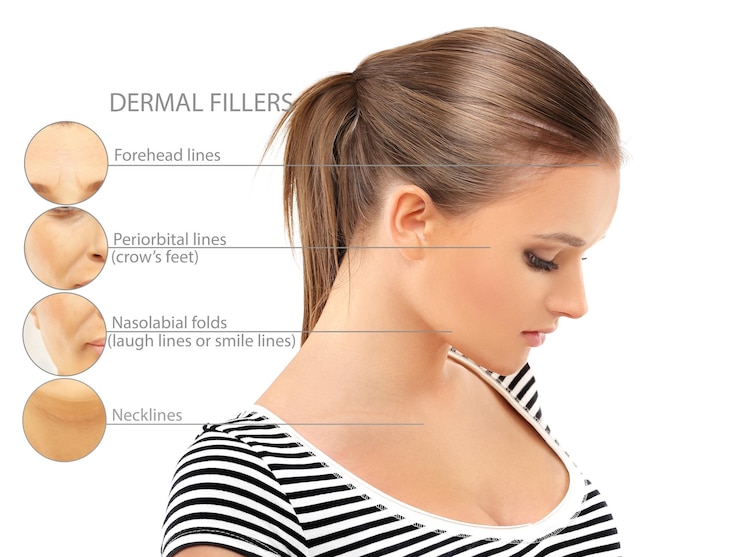 DERMAL FILLERS
Forehead lines
Periorbital lines
(crow's feet)
Nasolabial folds
(laugh lines or smile lines)
Necklines